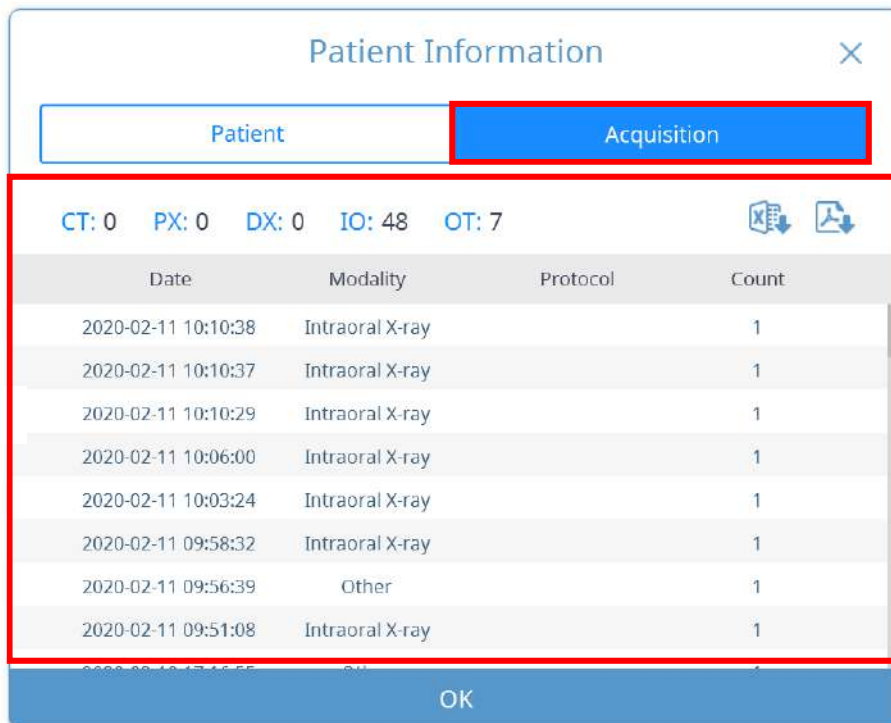 Patient Information
Patient Acquisition
CT: 0 PX: 0 DX: 0 IO: 48 OT: 7
Date Modality Protocol Count
2020-02-11 10:10:38 Intraoral X-ray 1
2020-02-11 10:10:37 Intraoral X-ray 1
2020-02-11 10:10:29 Intraoral X-ray 1
2020-02-11 10:06:00 Intraoral X-ray 1
2020-02-11 10:03:24 Intraoral X-ray 1
2020-02-11 09:58:32 Intraoral X-ray 1
2020-02-11 09:56:39 Other 1
2020-02-11 09:51:08 Intraoral X-ray 1
OK